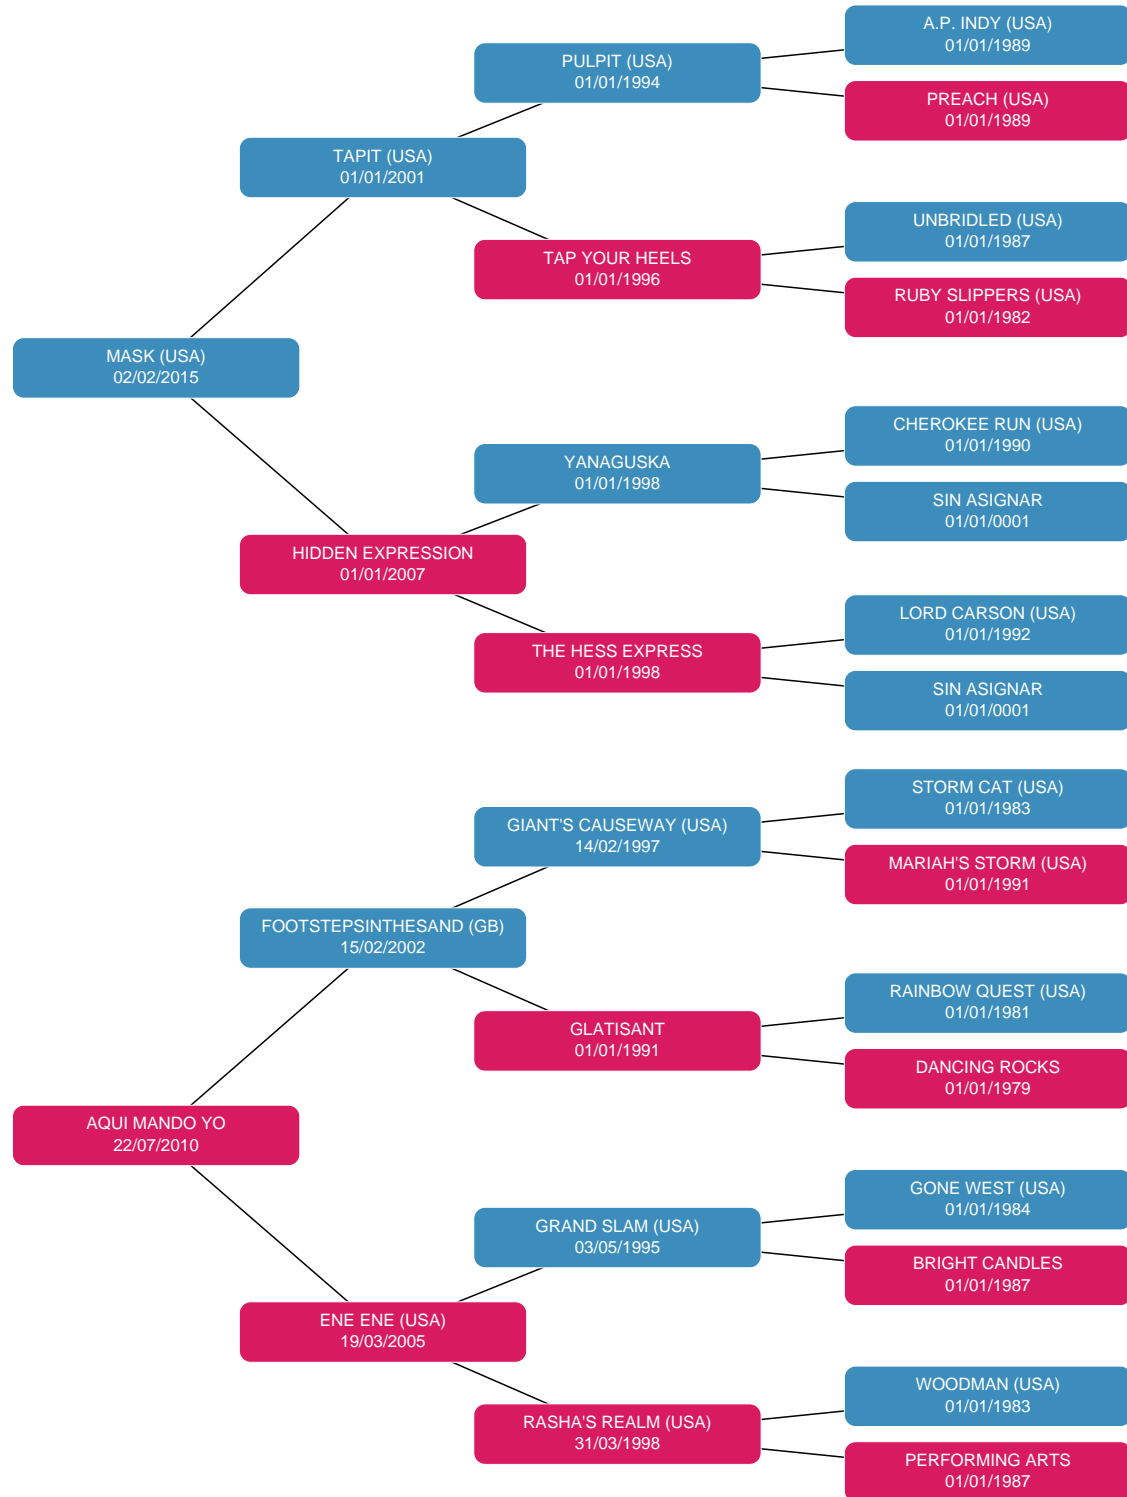 A.P. INDY (USA)
01/01/1989
PULPIT (USA)
01/01/1994
PREACH (USA)
01/01/1989
TAPIT (USA)
01/01/2001
UNBRIDLED (USA)
01/01/1987
TAP YOUR HEELS
01/01/1996
RUBY SLIPPERS (USA)
01/01/1982
MASK (USA)
02/02/2015
CHEROKEE RUN (USA)
01/01/1990
YANAGUSKA
01/01/1998
SIN ASIGNAR
01/01/0001
HIDDEN EXPRESSION
01/01/2007
LORD CARSON (USA)
01/01/1992
THE HESS EXPRESS
01/01/1998
SIN ASIGNAR
01/01/0001
STORM CAT (USA)
01/01/1983
GIANT'S CAUSEWAY (USA)
14/02/1997
MARIAH'S STORM (USA)
01/01/1991
FOOTSTEPSINTHESAND (GB)
15/02/2002
RAINBOW QUEST (USA)
01/01/1981
GLATISANT
01/01/1991
DANCING ROCKS
01/01/1979
AQUI MANDO YO
22/07/2010
GONE WEST (USA)
01/01/1984
GRAND SLAM (USA)
03/05/1995
BRIGHT CANDLES
01/01/1987
ENE ENE (USA)
19/03/2005
WOODMAN (USA)
01/01/1983
RASHA'S REALM (USA)
31/03/1998
PERFORMING ARTS
01/01/1987